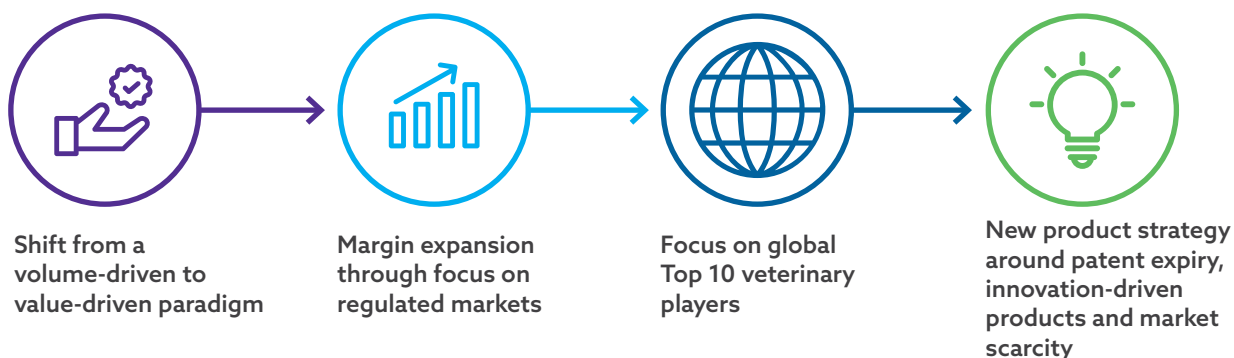 Shift from a
volume-driven to
value-driven paradigm
Margin expansion
through focus on
regulated markets
Focus on global
Top 10 veterinary
players
New product strategy
around patent expiry,
innovation-driven
products and market
scarcity